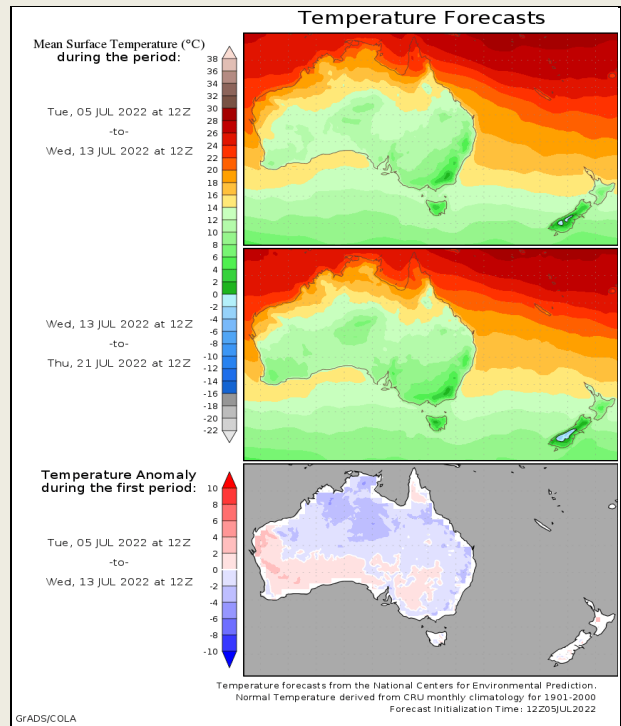 Temperature Forecasts
Mean Surface Temperature (°C)
during the period:
Tue, 05 JUL 2022 at 12Z
-to-
Wed, 13 JUL 2022 at 12Z
38
36
34
32
30
28
26
24
22
20
18
16
14
12
10
8
6
4
2
0
-2
-4
-6
-8
-10
-12
-14
-16
-18
-20
-22
Wed, 13 JUL 2022 at 12Z
-to-
Thu, 21 JUL 2022 at 12Z
Temperature Anomaly
during the first period:
Tue, 05 JUL 2022 at 12Z
-to-
Wed, 13 JUL 2022 at 12Z
10
8
6
4
2
0
-2
-4
-6
-8
-10
Temperature forecasts from the National Centers for Environmental Prediction.
Normal Temperature derived from CRU monthly climatology for 1901-2000
Forecast Initialization Time: 12Z05JUL2022
GrADS/COLA